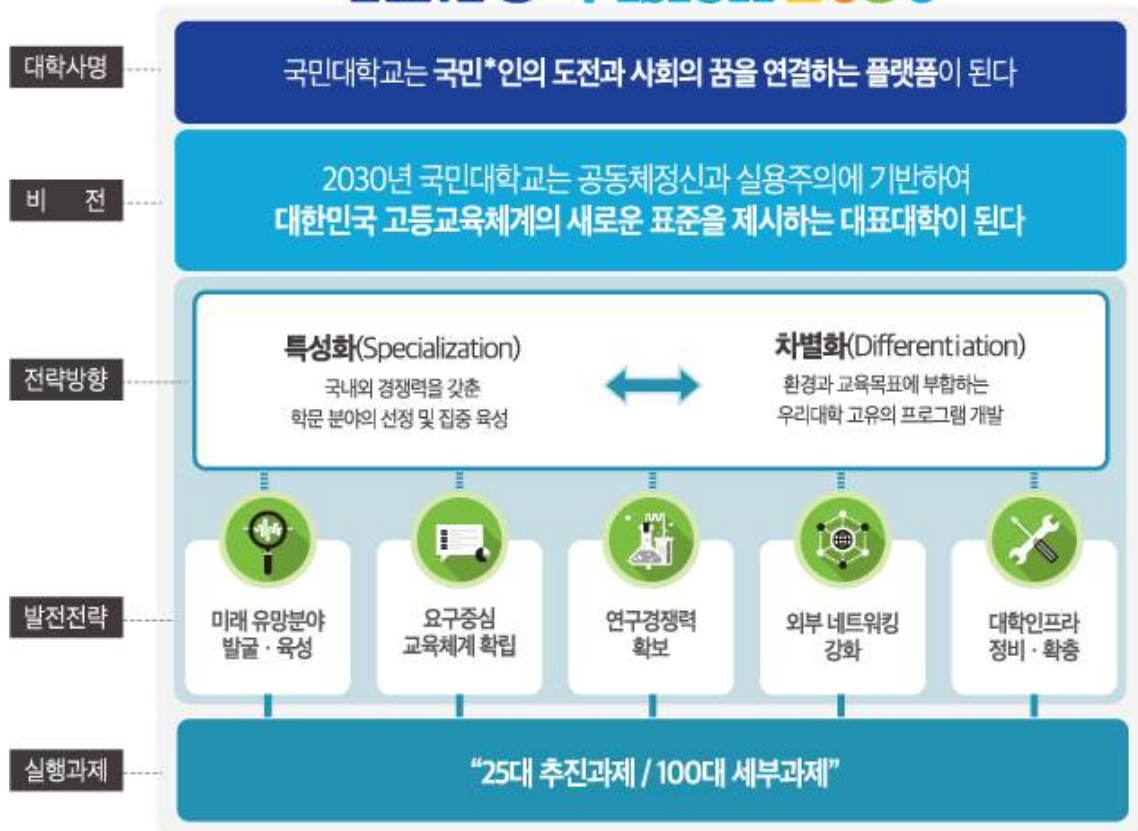 대학사명
국민대학교는 국민*인의 도전과 사회의 꿈을 연결하는 플랫폼이 된다
비 전
2030년 국민대학교는 공동체정신과 실용주의에 기반하여
대한민국 고등교육체계의 새로운 표준을 제시하는 대표대학이 된다
전략방향
특성화(Specialization)
국내외 경쟁력을 갖춘
학문 분야의 선정 및 집중 육성
차별화(Differentiation)
환경과 교육목표에 부합하는
우리대학 고유의 프로그램 개발
발전전략
미래 유망분야
발굴 · 육성
요구중심
교육체계 확립
연구경쟁력
확보
외부 네트워킹
강화
대학인프라
정비 · 확충
실행과제
“25대 추진과제 / 100대 세부과제”